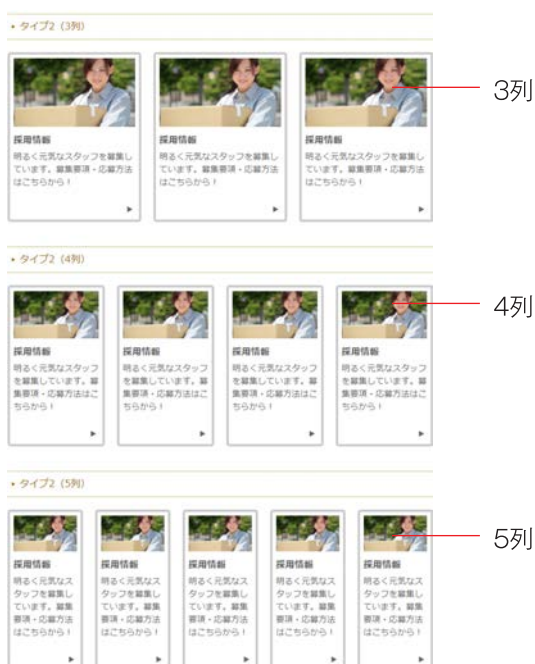 ・タイプ2（3列）
3列
採用情報 採用情報 採用情報
明るく元気なスタッフを募集し 明るく元気なスタッフを募集し 明るく元気なスタッフを募集し
ています。募集要項・応募方法 ています。募集要項・応募方法 ています。募集要項・応募方法
はこちらから！ はこちらから！ はこちらから！
・タイプ2（4列）
4列
採用情報 採用情報 採用情報 採用情報
明るく元気なスタッフ 明るく元気なスタッフ 明るく元気なスタッフ 明るく元気なスタッフ
を募集しています。募 を募集しています。募 を募集しています。募 を募集しています。募
集要項・応募方法はこ 集要項・応募方法はこ 集要項・応募方法はこ 集要項・応募方法はこ
ちらから！ ちらから！ ちらから！ ちらから！
・タイプ2（5列）
5列
採用情報 採用情報 採用情報 採用情報 採用情報
明るく元気なス 明るく元気なス 明るく元気なス 明るく元気なス 明るく元気なス
タッフを募集し タッフを募集し タッフを募集し タッフを募集し タッフを募集し
ています。募集 ています。募集 ています。募集 ています。募集 ています。募集
要項・応募方法 要項・応募方法 要項・応募方法 要項・応募方法 要項・応募方法
はこちらから！ はこちらから！ はこちらから！ はこちらから！ はこちらから！